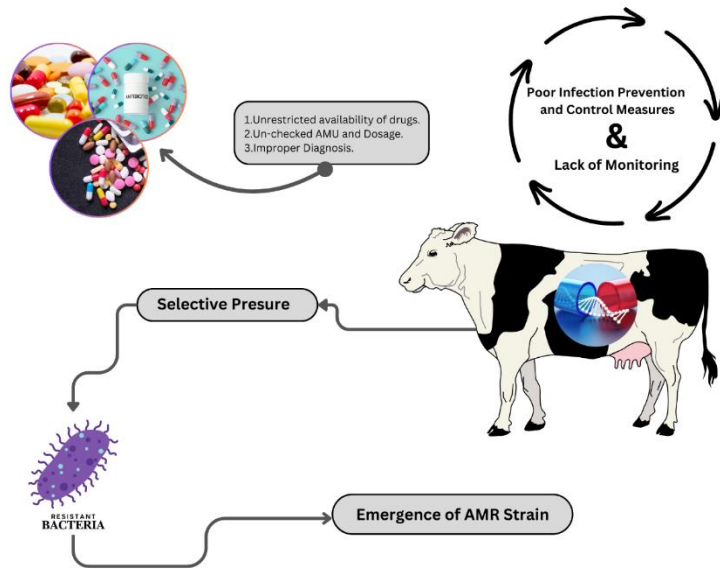 ANTIBIOTIC
1.Unrestricted availability of drugs.
2.Un-checked AMU and Dosage.
3.Improper Diagnosis.
Poor Infection Prevention
and Control Measures
&
Lack of Monitoring
Selective Presure
RESISTANT
BACTERIA
Emergence of AMR Strain